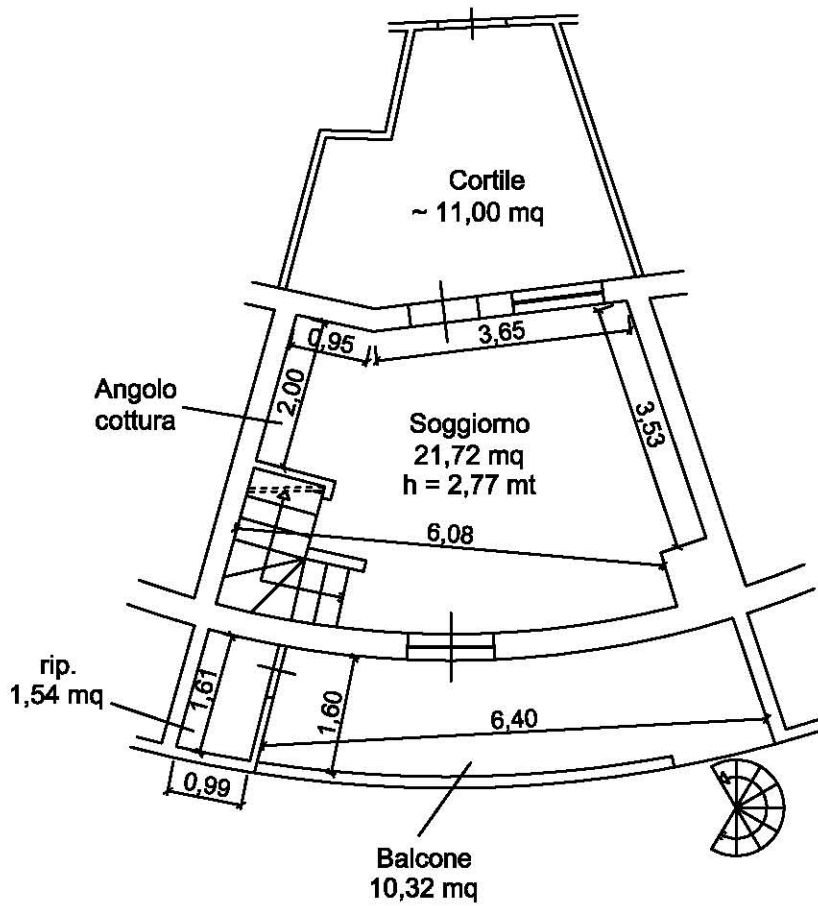 Cortile
~ 11,00 mq
0,95
3,65
2,00
Angolo
cottura
3,53
Soggiorno
21,72 mq
h = 2,77 mt
6,08
rip.
1,54 mq
1,61
1,60
6,40
0,99
Balcone
10,32 mq